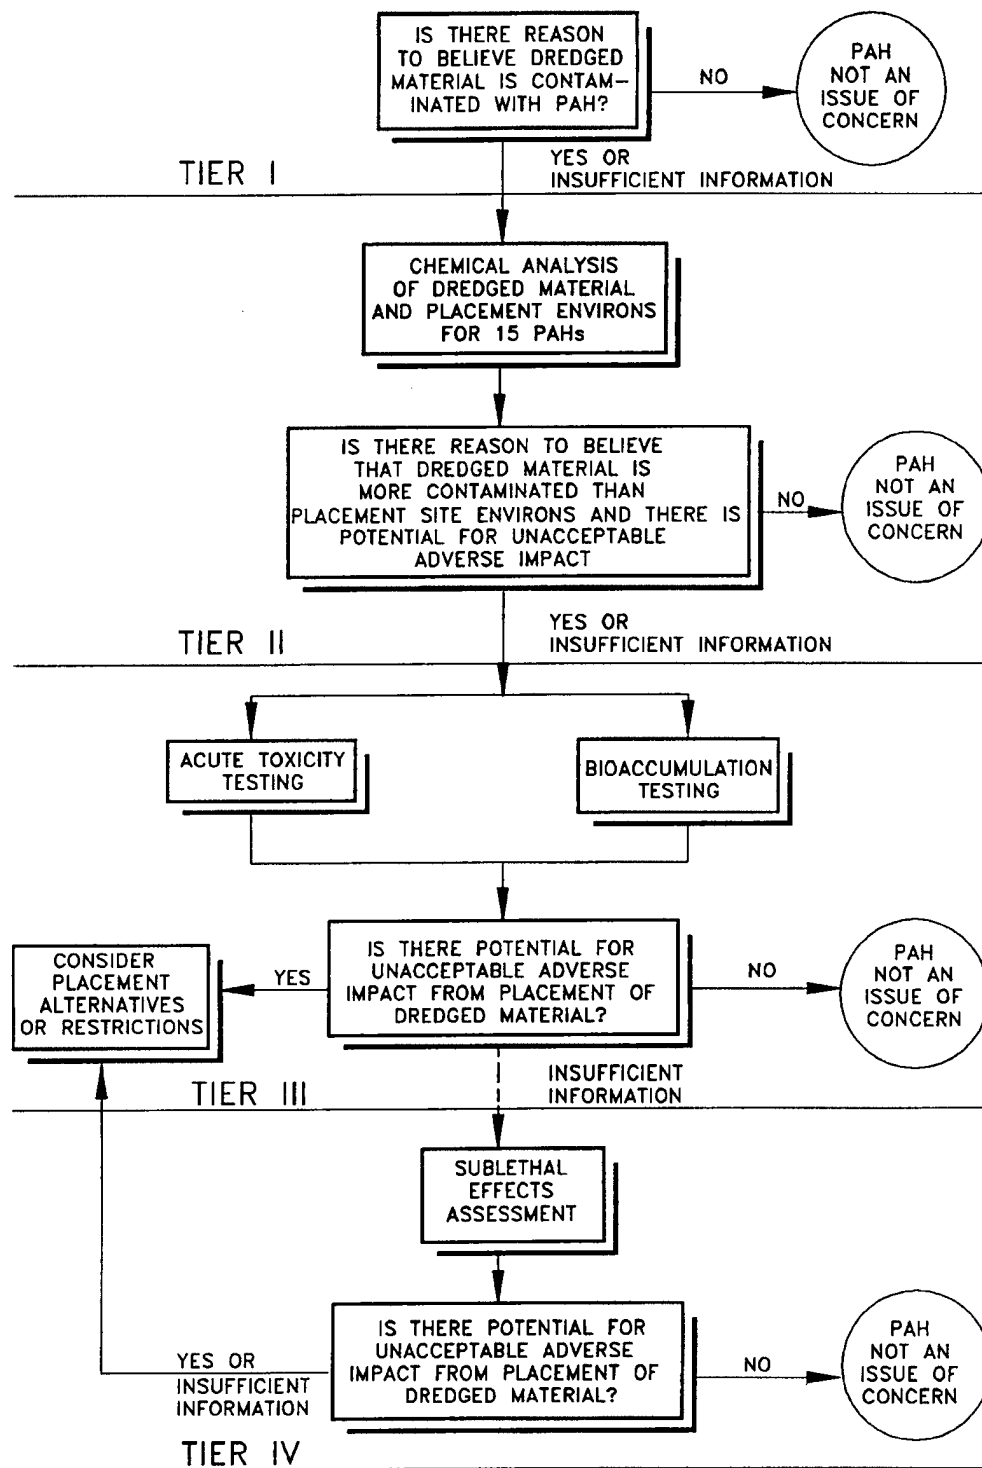 IS THERE REASON
TO BELIEVE DREDGED
MATERIAL IS CONTAM-
INATED WITH PAH?
NO
PAH
NOT AN
ISSUE OF
CONCERN
YES OR
INSUFFICIENT INFORMATION
TIER I
CHEMICAL ANALYSIS
OF DREDGED MATERIAL
AND PLACEMENT ENVIRONS
FOR 15 PAHs
IS THERE REASON TO BELIEVE
THAT DREDGED MATERIAL IS
MORE CONTAMINATED THAN
PLACEMENT SITE ENVIRONS AND THERE IS
POTENTIAL FOR UNACCEPTABLE
ADVERSE IMPACT
NO
PAH
NOT AN
ISSUE OF
CONCERN
YES OR
INSUFFICIENT INFORMATION
TIER II
ACUTE TOXICITY
TESTING
BIOACCUMULATION
TESTING
CONSIDER
PLACEMENT
ALTERNATIVES
OR RESTRICTIONS
YES
IS THERE POTENTIAL FOR
UNACCEPTABLE ADVERSE
IMPACT FROM PLACEMENT OF
DREDGED MATERIAL?
NO
PAH
NOT AN
ISSUE OF
CONCERN
INSUFFICIENT
INFORMATION
TIER III
SUBLETHAL
EFFECTS
ASSESSMENT
YES OR
INSUFFICIENT
INFORMATION
IS THERE POTENTIAL FOR
UNACCEPTABLE ADVERSE
IMPACT FROM PLACEMENT OF
DREDGED MATERIAL?
NO
PAH
NOT AN
ISSUE OF
CONCERN
TIER IV